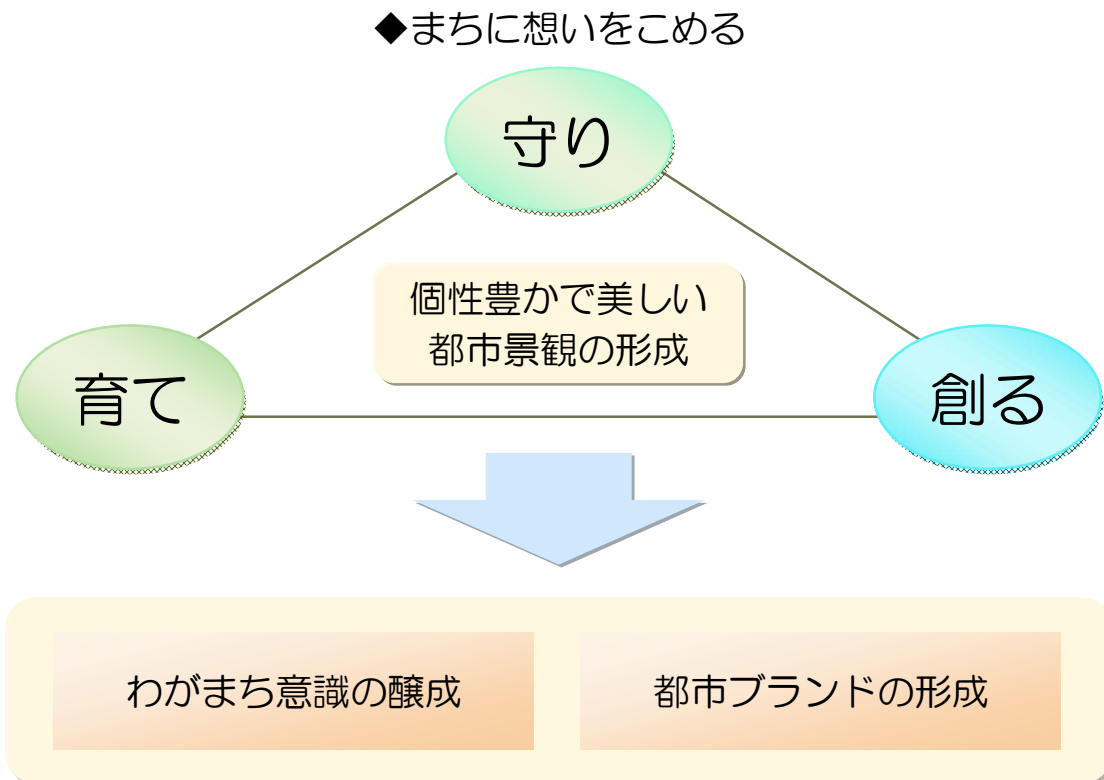 ◆まちに想いをこめる
守り
個性豊かで美しい
都市景観の形成
育て
創る
わがまち意識の醸成
都市ブランドの形成